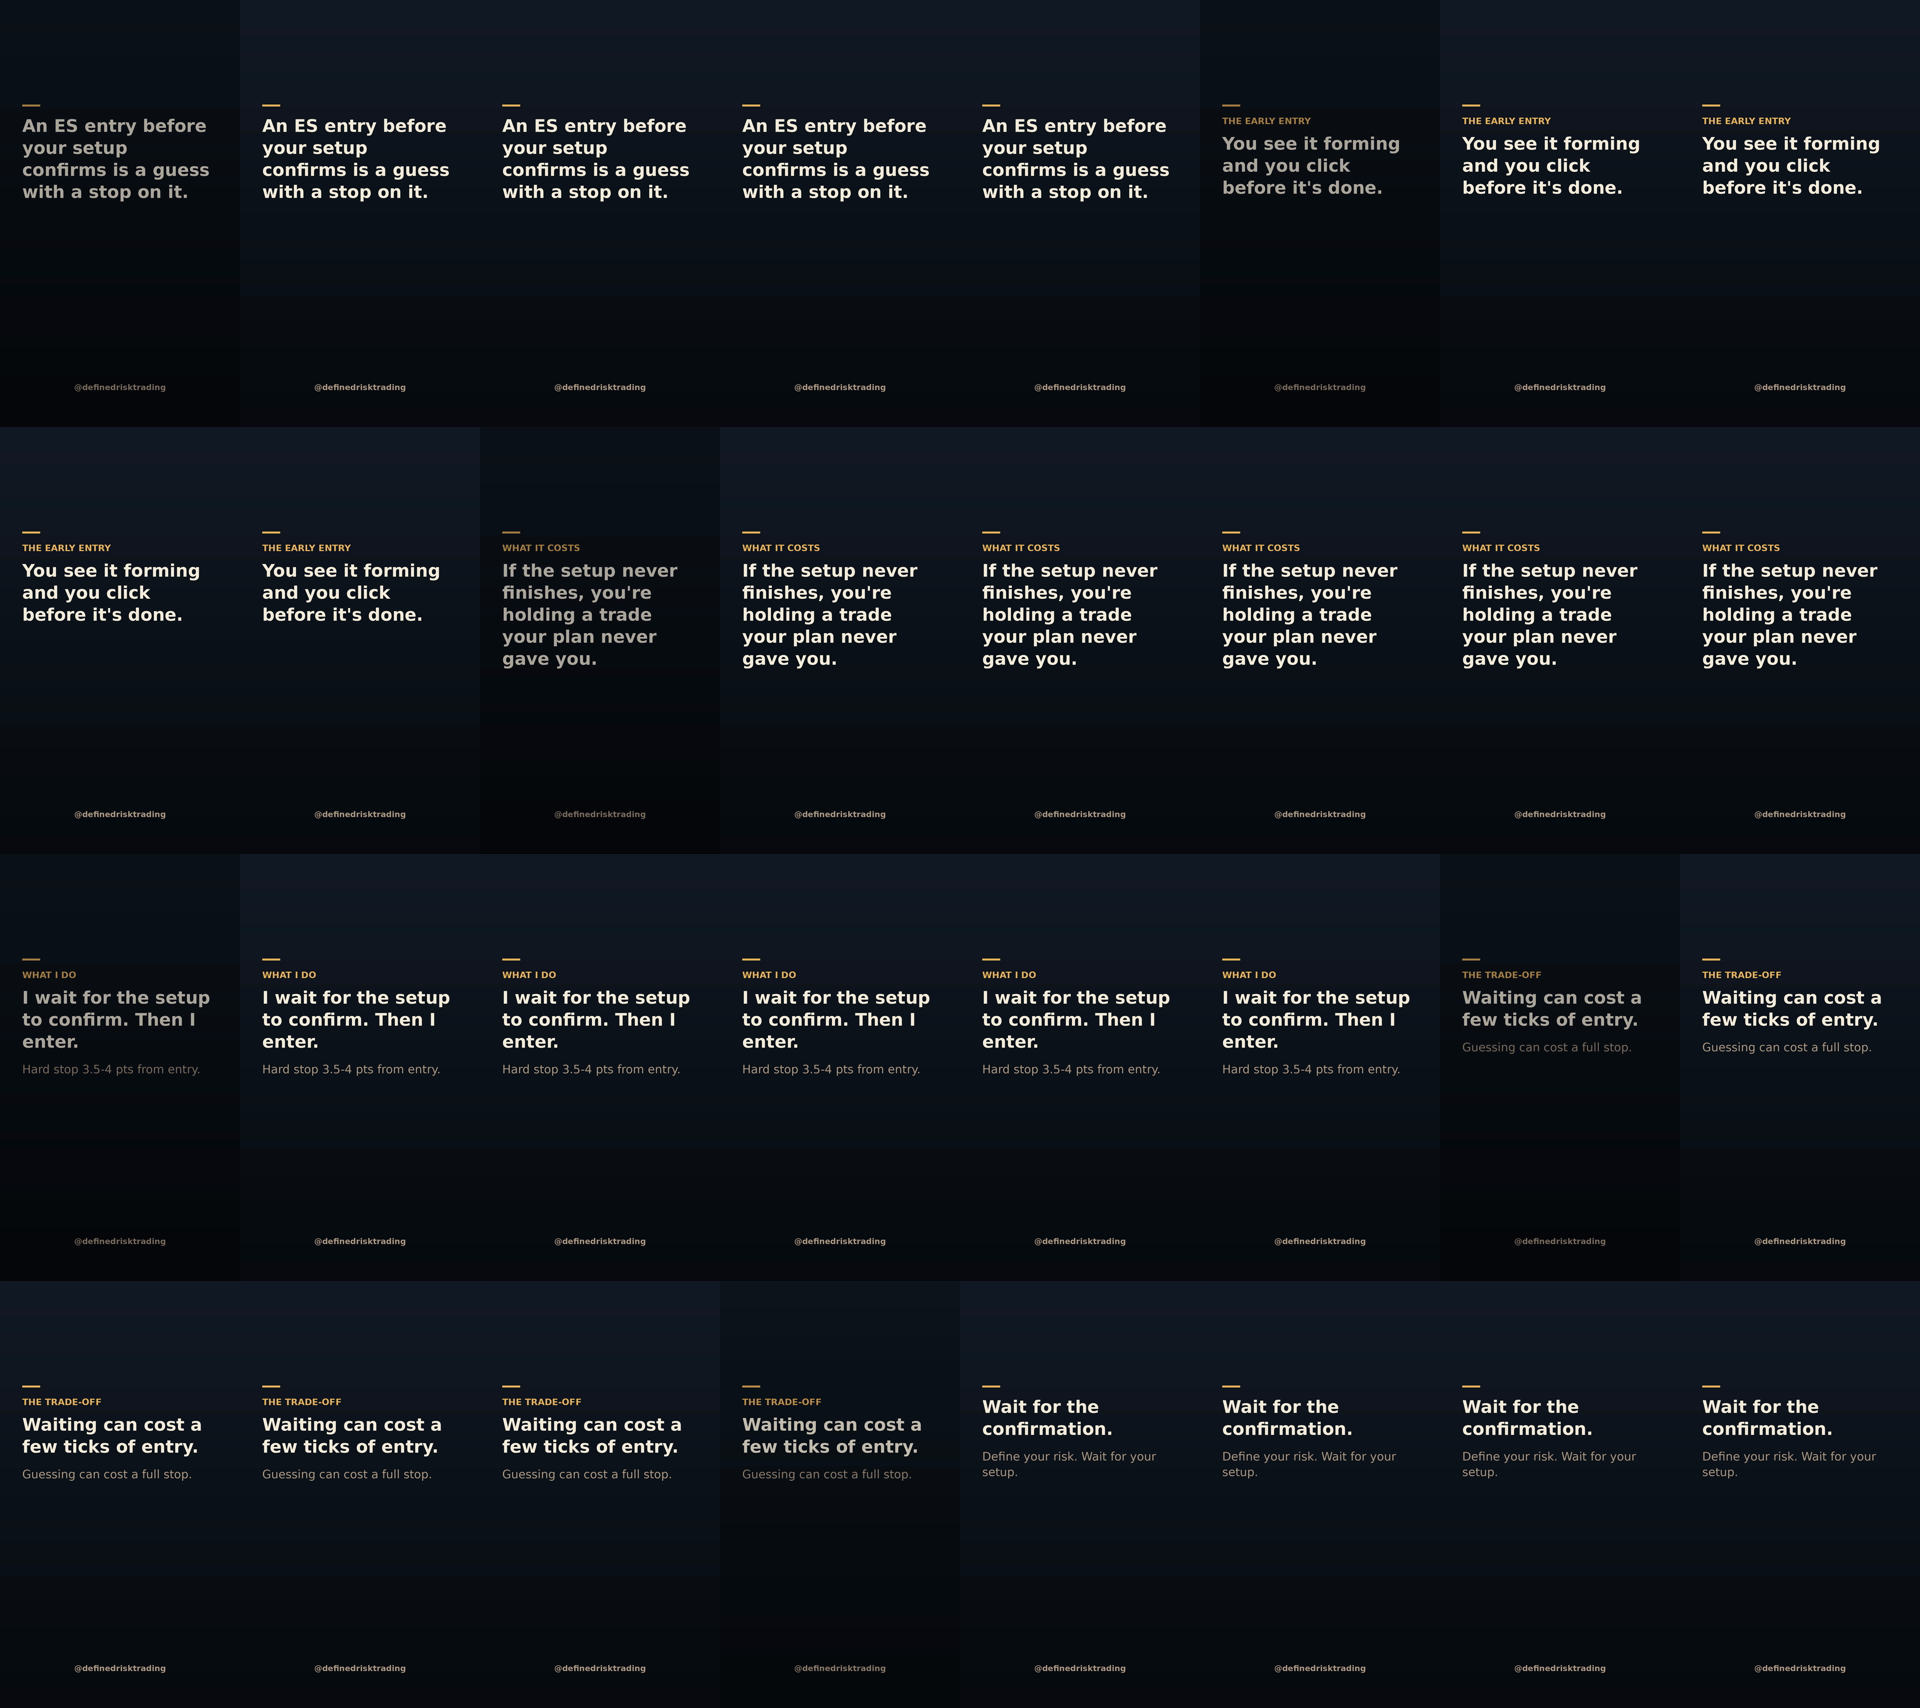 An ES entry before
your setup
confirms is a guess
with a stop on it.
@definedrisktrading
An ES entry before
your setup
confirms is a guess
with a stop on it.
@definedrisktrading
An ES entry before
your setup
confirms is a guess
with a stop on it.
@definedrisktrading
An ES entry before
your setup
confirms is a guess
with a stop on it.
@definedrisktrading
An ES entry before
your setup
confirms is a guess
with a stop on it.
@definedrisktrading
THE EARLY ENTRY
You see it forming
and you click
before it's done.
@definedrisktrading
THE EARLY ENTRY
You see it forming
and you click
before it's done.
@definedrisktrading
THE EARLY ENTRY
You see it forming
and you click
before it's done.
@definedrisktrading
THE EARLY ENTRY
You see it forming
and you click
before it's done.
@definedrisktrading
THE EARLY ENTRY
You see it forming
and you click
before it's done.
@definedrisktrading
WHAT IT COSTS
If the setup never
finishes, you're
holding a trade
your plan never
gave you.
@definedrisktrading
WHAT IT COSTS
If the setup never
finishes, you're
holding a trade
your plan never
gave you.
@definedrisktrading
WHAT IT COSTS
If the setup never
finishes, you're
holding a trade
your plan never
gave you.
@definedrisktrading
WHAT IT COSTS
If the setup never
finishes, you're
holding a trade
your plan never
gave you.
@definedrisktrading
WHAT IT COSTS
If the setup never
finishes, you're
holding a trade
your plan never
gave you.
@definedrisktrading
WHAT IT COSTS
If the setup never
finishes, you're
holding a trade
your plan never
gave you.
@definedrisktrading
WHAT I DO
I wait for the setup
to confirm. Then I
enter.
Hard stop 3.5-4 pts from entry.
@definedrisktrading
WHAT I DO
I wait for the setup
to confirm. Then I
enter.
Hard stop 3.5-4 pts from entry.
@definedrisktrading
WHAT I DO
I wait for the setup
to confirm. Then I
enter.
Hard stop 3.5-4 pts from entry.
@definedrisktrading
WHAT I DO
I wait for the setup
to confirm. Then I
enter.
Hard stop 3.5-4 pts from entry.
@definedrisktrading
WHAT I DO
I wait for the setup
to confirm. Then I
enter.
Hard stop 3.5-4 pts from entry.
@definedrisktrading
WHAT I DO
I wait for the setup
to confirm. Then I
enter.
Hard stop 3.5-4 pts from entry.
@definedrisktrading
THE TRADE-OFF
Waiting can cost a
few ticks of entry.
Guessing can cost a full stop.
@definedrisktrading
THE TRADE-OFF
Waiting can cost a
few ticks of entry.
Guessing can cost a full stop.
@definedrisktrading
THE TRADE-OFF
Waiting can cost a
few ticks of entry.
Guessing can cost a full stop.
@definedrisktrading
THE TRADE-OFF
Waiting can cost a
few ticks of entry.
Guessing can cost a full stop.
@definedrisktrading
THE TRADE-OFF
Waiting can cost a
few ticks of entry.
Guessing can cost a full stop.
@definedrisktrading
THE TRADE-OFF
Waiting can cost a
few ticks of entry.
Guessing can cost a full stop.
@definedrisktrading
Wait for the
confirmation.
Define your risk. Wait for your
setup.
@definedrisktrading
Wait for the
confirmation.
Define your risk. Wait for your
setup.
@definedrisktrading
Wait for the
confirmation.
Define your risk. Wait for your
setup.
@definedrisktrading
Wait for the
confirmation.
Define your risk. Wait for your
setup.
@definedrisktrading